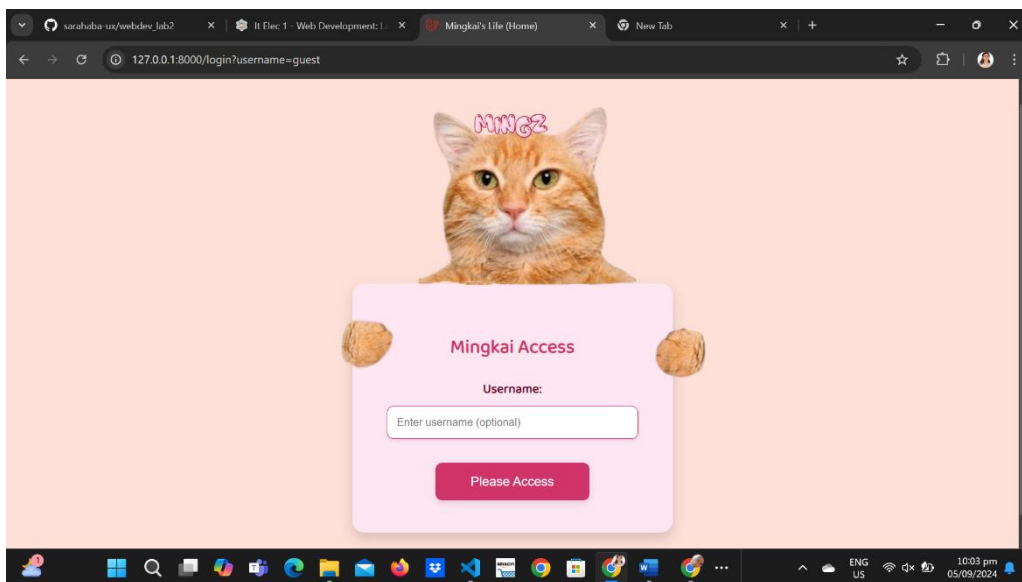 sarahaba-ux/webdev_lab2
It Elec 1 - Web Development: L
Mingkai's Life (Home)
New Tab
127.0.0.1:8000/login?username=guest
MINGZ
Mingkai Access
Username:
Enter username (optional)
Please Access
1
ENG
US
10:03 pm
05/09/2024